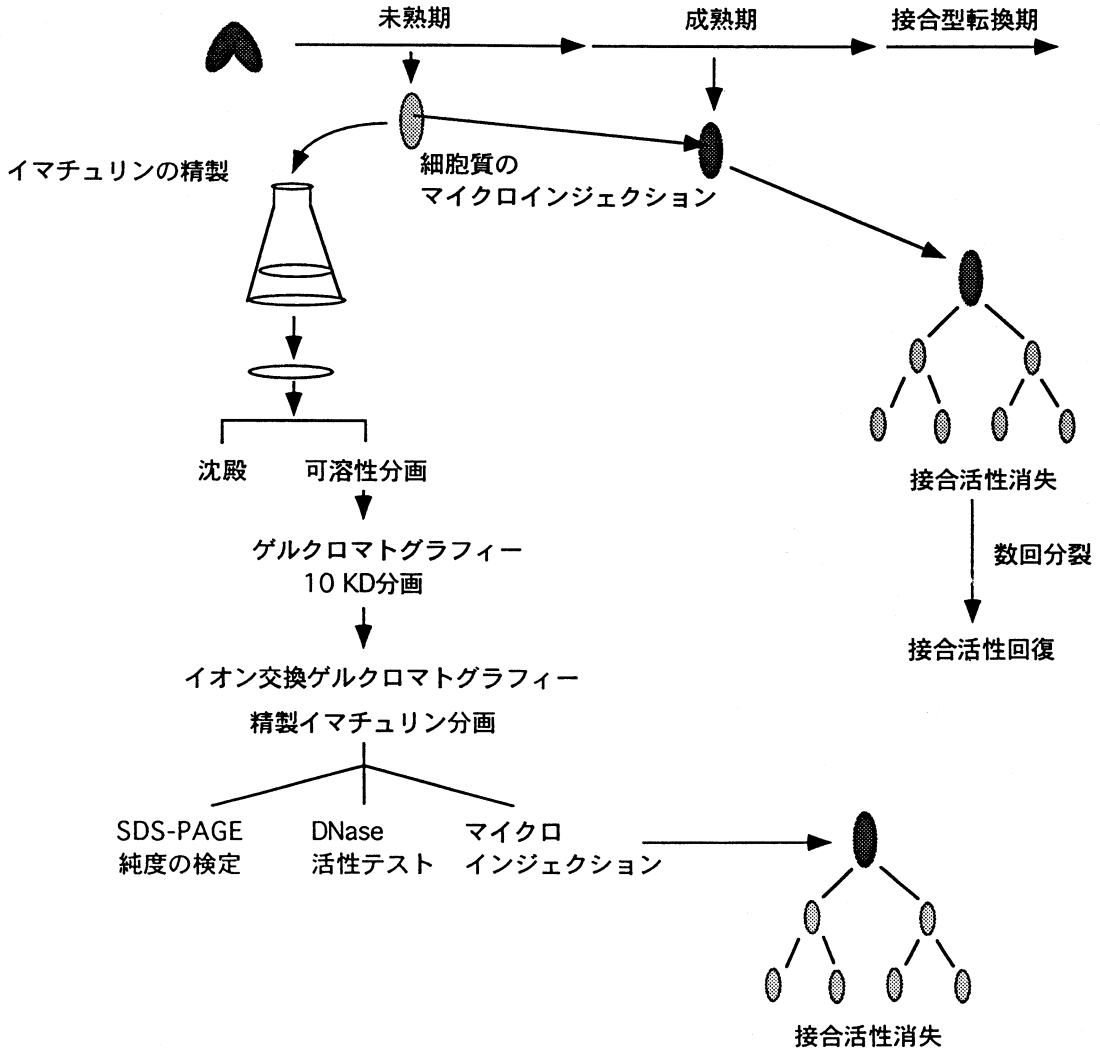 未熟期
成熟期
接合型転換期
イマチュリンの精製
細胞質の
マイクロインジェクション
沈殿
可溶性分画
ゲルクロマトグラフィー
10 KD分画
イオン交換ゲルクロマトグラフィー
精製イマチュリン分画
SDS-PAGE
純度の検定
DNase
活性テスト
マイクロ
インジェクション
接合活性消失
数回分裂
接合活性回復
接合活性消失